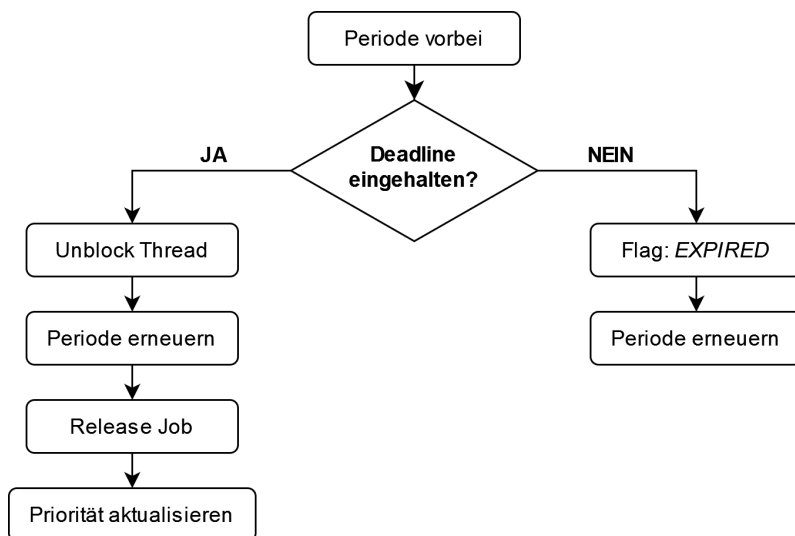 Periode vorbei
Deadline
eingehalten?
JA
NEIN
Unblock Thread
Periode erneuern
Release Job
Priorität aktualisieren
Flag: EXPIRED
Periode erneuern